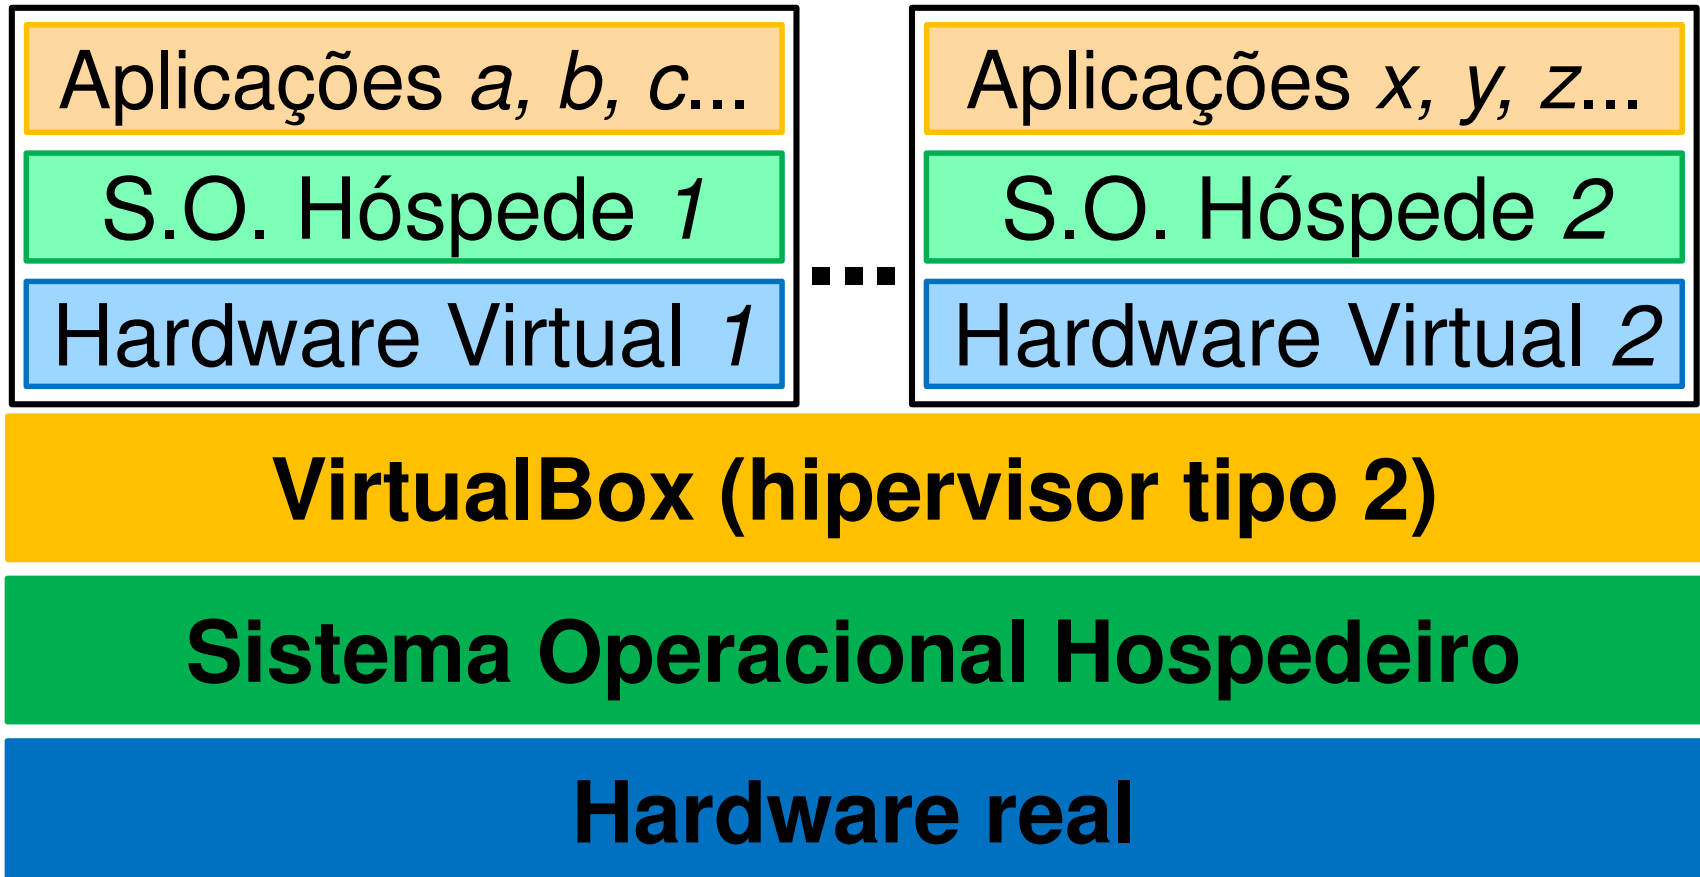 Aplicações a, b, c...
S.O. Hóspede 1
Hardware Virtual 1
...
Aplicações x, y, z...
S.O. Hóspede 2
Hardware Virtual 2
VirtualBox (hipervisor tipo 2)
Sistema Operacional Hospedeiro
Hardware real